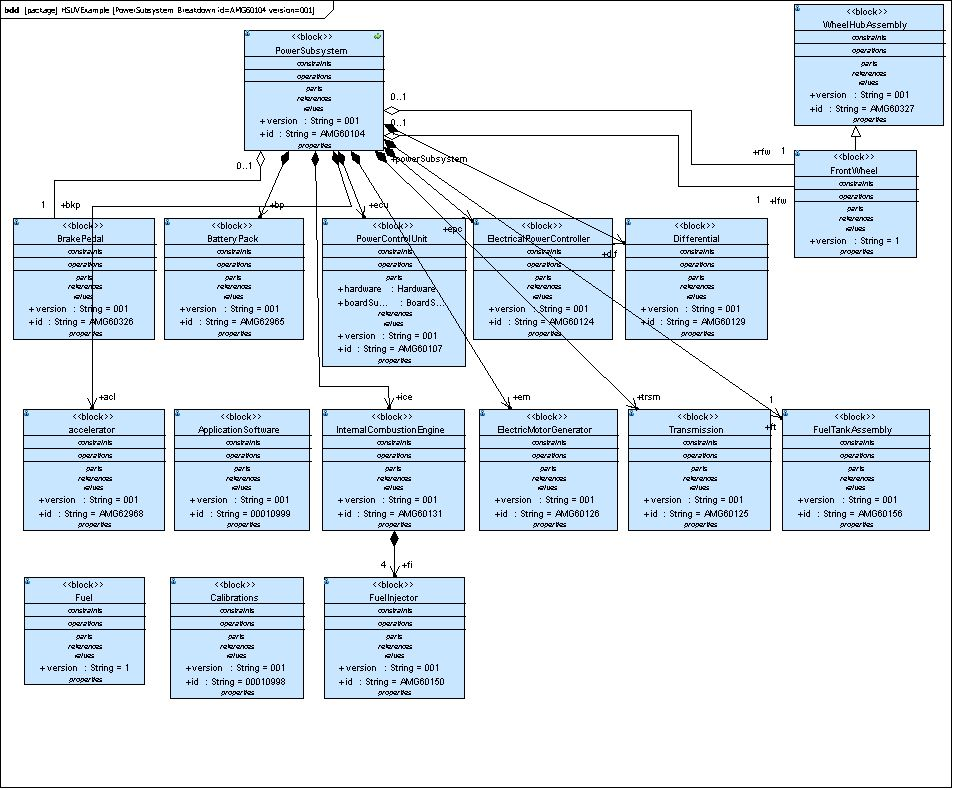 bdd [package] HSUVExample [PowerSubsystem Breakdown id=AMG60104 version=001]
<<block>>
PowerSubsystem
constraints
operations
parts
references
values
+version : String = 001
+id : String = AMG60104
properties
<<block>>
WheelHubAssembly
constraints
operations
parts
references
values
+version : String = 001
+id : String = AMG60327
properties
0..1
0..1
+powerSubsystem
0..1
+rfw 1
1 +lfw
<<block>>
FrontWheel
constraints
operations
parts
references
values
+version : String = 1
properties
1 +bkp
+bp
+ecu
+epc
+dif
<<block>>
BrakePedal
constraints
operations
parts
references
values
+version : String = 001
+id : String = AMG60326
properties
<<block>>
BatteryPack
constraints
operations
parts
references
values
+version : String = 001
+id : String = AMG62965
properties
<<block>>
PowerControlUnit
constraints
operations
parts
+hardware : Hardware
+boardSu... : BoardS...
references
values
+version : String = 001
+id : String = AMG60107
properties
<<block>>
ElectricalPowerController
constraints
operations
parts
references
values
+version : String = 001
+id : String = AMG60124
properties
<<block>>
Differential
constraints
operations
parts
references
values
+version : String = 001
+id : String = AMG60129
properties
+acl
+ice
+em
+trsm
1
+ft
<<block>>
accelerator
constraints
operations
parts
references
values
+version : String = 001
+id : String = AMG62968
properties
<<block>>
ApplicationSoftware
constraints
operations
parts
references
values
+version : String = 001
+id : String = 00010999
properties
<<block>>
InternalCombustionEngine
constraints
operations
parts
references
values
+version : String = 001
+id : String = AMG60131
properties
<<block>>
ElectricMotorGenerator
constraints
operations
parts
references
values
+version : String = 001
+id : String = AMG60126
properties
<<block>>
Transmission
constraints
operations
parts
references
values
+version : String = 001
+id : String = AMG60125
properties
<<block>>
FuelTankAssembly
constraints
operations
parts
references
values
+version : String = 001
+id : String = AMG60156
properties
4 +fi
<<block>>
Fuel
constraints
operations
parts
references
values
+version : String = 1
properties
<<block>>
Calibrations
constraints
operations
parts
references
values
+version : String = 001
+id : String = 00010998
properties
<<block>>
FuelInjector
constraints
operations
parts
references
values
+version : String = 001
+id : String = AMG60150
properties